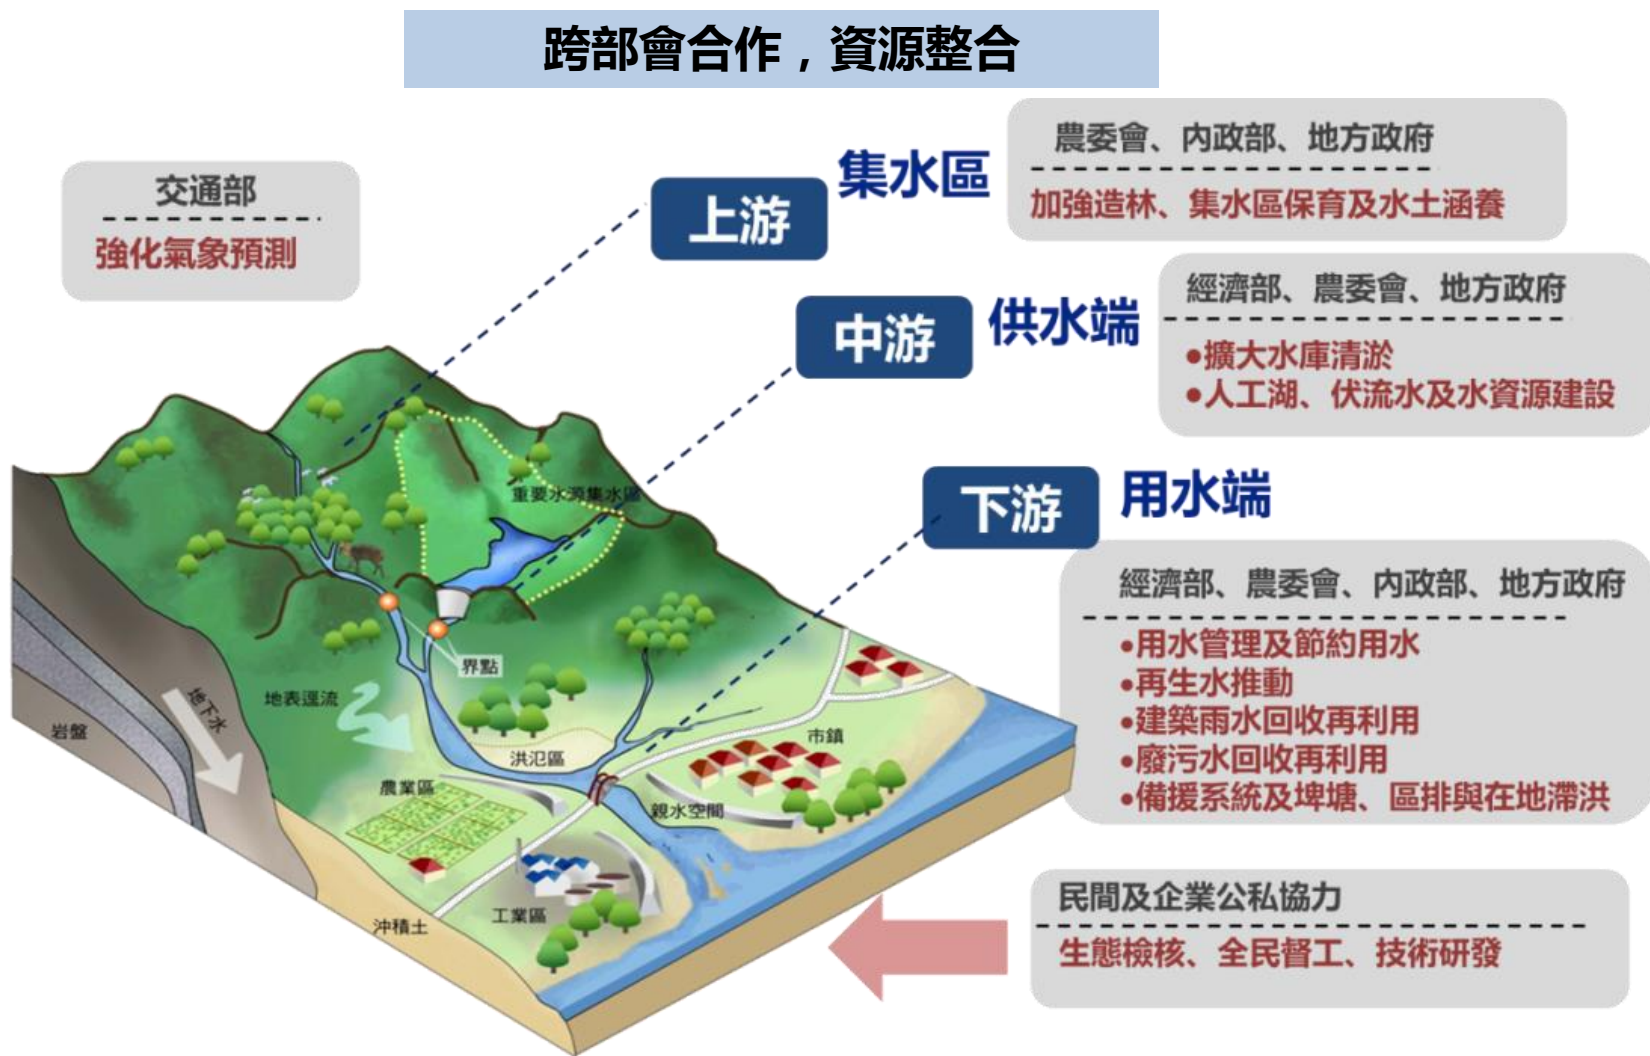 跨部會合作，資源整合
交通部
強化氣象預測
上游
集水區
農委會、內政部、地方政府
加強造林、集水區保育及水土涵養
中游
供水端
經濟部、農委會、地方政府
●擴大水庫清淤
●人工湖、伏流水及水資源建設
下游
用水端
經濟部、農委會、內政部、地方政府
●用水管理及節約用水
●再生水推動
●建築雨水回收再利用
●廢污水回收再利用
●備援系統及埤塘、區排與在地滯洪
民間及企業公私協力
生態檢核、全民督工、技術研發
重要水源集水區
界點
地表逕流
地下水
岩盤
洪氾區
市鎮
農業區
親水空間
工業區
沖積土